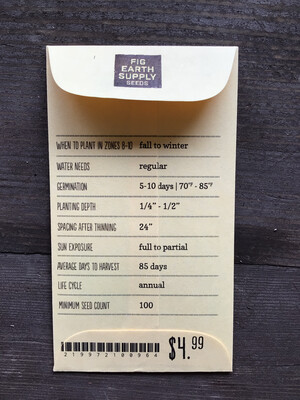 FIG
EARTH
SUPPLY
SEEDS
WHEN TO PLANT IN ZONES 8-10 fall to winter
WATER NEEDS regular
GERMINATION 5-10 days | 70°F - 85°F
PLANTING DEPTH 1/4" - 1/2"
SPACING AFTER THINNING 24"
SUN EXPOSURE full to partial
AVERAGE DAYS TO HARVEST 85 days
LIFE CYCLE annual
MINIMUM SEED COUNT 100
$4.99